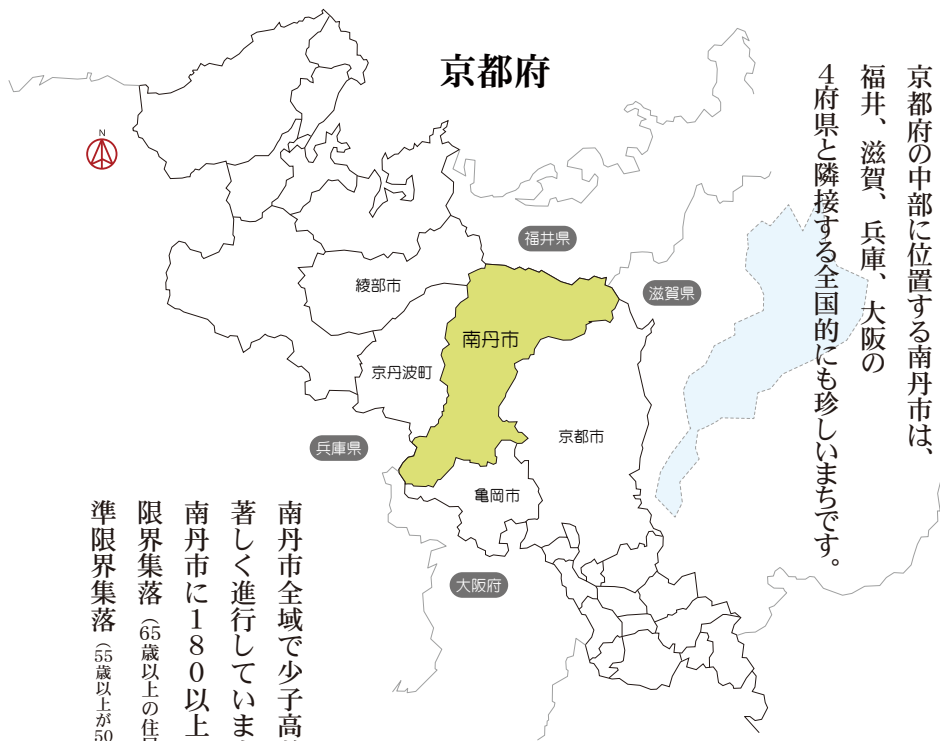 京都府
京都府の中部に位置する南丹市は、
福井、滋賀、兵庫、大阪の
4府県と隣接する全国的にも珍しいまちです。
N
福井県
滋賀県
綾部市
南丹市
京丹波町
京都市
兵庫県
亀岡市
大阪府
南丹市全域で少子高
著しく進行していま
南丹市に180以上
限界集落（65歳以上の住
準限界集落（55歳以上が50